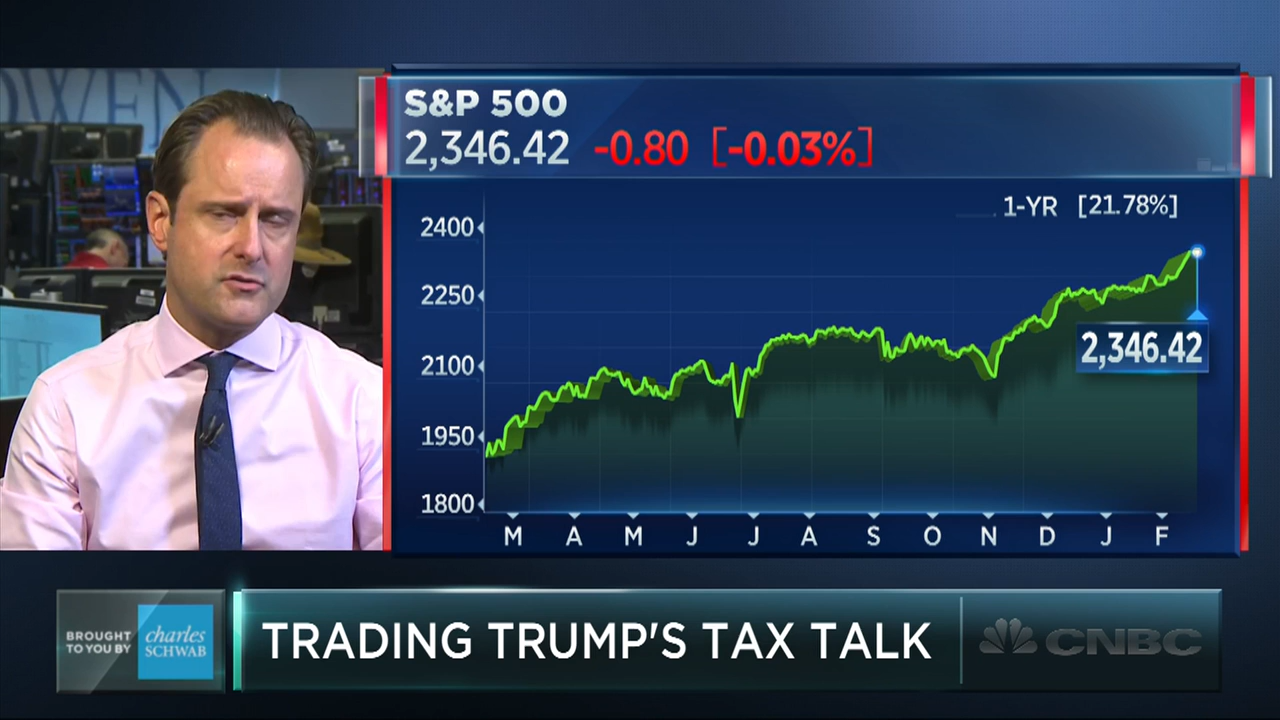 OWEN
S&P 500
2,346.42 -0.80 [-0.03%]
1-YR [21.78%]
2400
2250
2100
1950
1800
2,346.42
M A M J J A S O N D J F
BROUGHT
TO YOU BY
charles
SCHWAB
TRADING TRUMP'S TAX TALK
CNBC